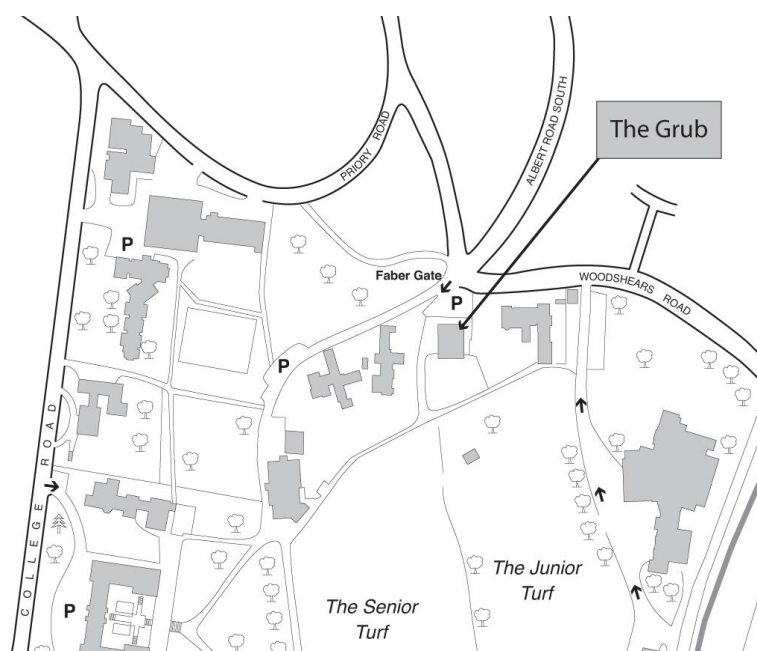 PRIORY ROAD
ALBERT ROAD SOUTH
The Grub
P
Faber Gate
P
WOODSHEARS
ROAD
P
COLLEGE ROAD
The Junior
Turf
The Senior
Turf
P